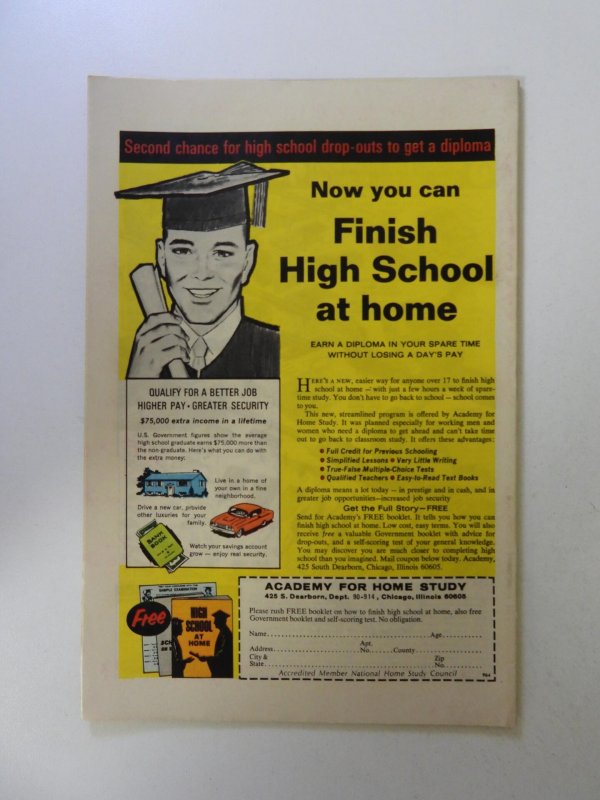 Second chance for high school drop-outs to get a diploma
Now you can
Finish
High School
at home
EARN A DIPLOMA IN YOUR SPARE TIME
WITHOUT LOSING A DAY'S PAY
HERE'S A NEW, easier way for anyone over 17 to finish high
school at home — with just a few hours a week of spare-
time study. You don't have to go back to school — school comes
to you.
This new, streamlined program is offered by Academy for
Home Study. It was planned especially for working men and
women who need a diploma to get ahead and can't take time
out to go back to classroom study. It offers these advantages:
• Full Credit for Previous Schooling
• Simplified Lessons • Very Little Writing
• True-False Multiple-Choice Tests
• Qualified Teachers • Easy-to-Read Text Books
A diploma means a lot today — in prestige and in cash, and in
greater job opportunities—increased job security
Get the Full Story—FREE
Send for Academy's FREE booklet. It tells you how you can
finish high school at home. Low cost, easy terms. You will also
receive free a valuable Government booklet with advice for
drop-outs, and a self-scoring test of your general knowledge.
You may discover you are much closer to completing high
school than you imagined. Mail coupon below today. Academy,
425 South Dearborn, Chicago, Illinois 60605.
QUALIFY FOR A BETTER JOB
HIGHER PAY • GREATER SECURITY
$75,000 extra income in a lifetime
U.S. Government figures show the average
high school graduate earns $75,000 more than
the non-graduate. Here's what you can do with
the extra money:
Live in a home of
your own in a fine
neighborhood.
Drive a new car, provide
other luxuries for your
family.
BANK
BOOK
Watch your savings account
grow — enjoy real security.
Free
SAMPLE EXAMINATION
HIGH
SCHOOL
AT
HOME
ACADEMY FOR HOME STUDY
425 S. Dearborn, Dept. 90-914, Chicago, Illinois 60605
Please rush FREE booklet on how to finish high school at home, also free
Government booklet and self-scoring test. No obligation.
Name Age
Address Apt. No. County
City & State Zip No.
Accredited Member National Home Study Council 964